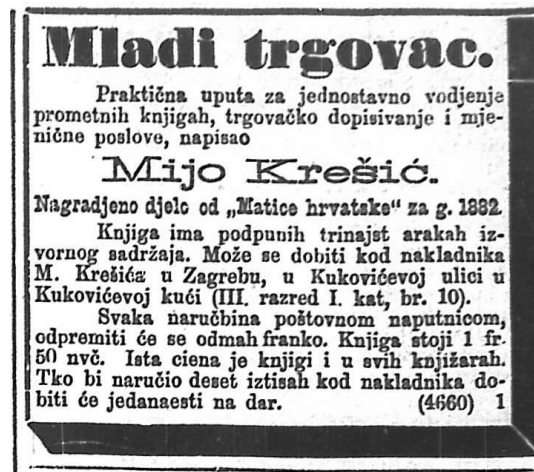 Mladi trgovac.
Praktična uputa za jednostavno vodjenje
prometnih knjigah, trgovačko dopisivanje i mje-
nične poslove, napisao
Mijo Krešić.
Nagradjeno djelo od „Matice hrvatske“ za g. 1882
Knjiga ima podpunih trinajst arakah iz-
vornog sadržaja. Može se dobiti kod nakladnika
M. Krešića u Zagrebu, u Kukovićevoj ulici u
Kukovićevoj kući (III. razred I. kat, br. 10).
Svaka naručbina poštovnom naputnicom,
odpremiti će se odmah franko. Knjiga stoji 1 fr.
50 nvč. Ista ciena je knjigi i u svih knjižarah.
Tko bi naručio deset iztisah kod nakladnika do-
biti će jedanaesti na dar. (4660) 1